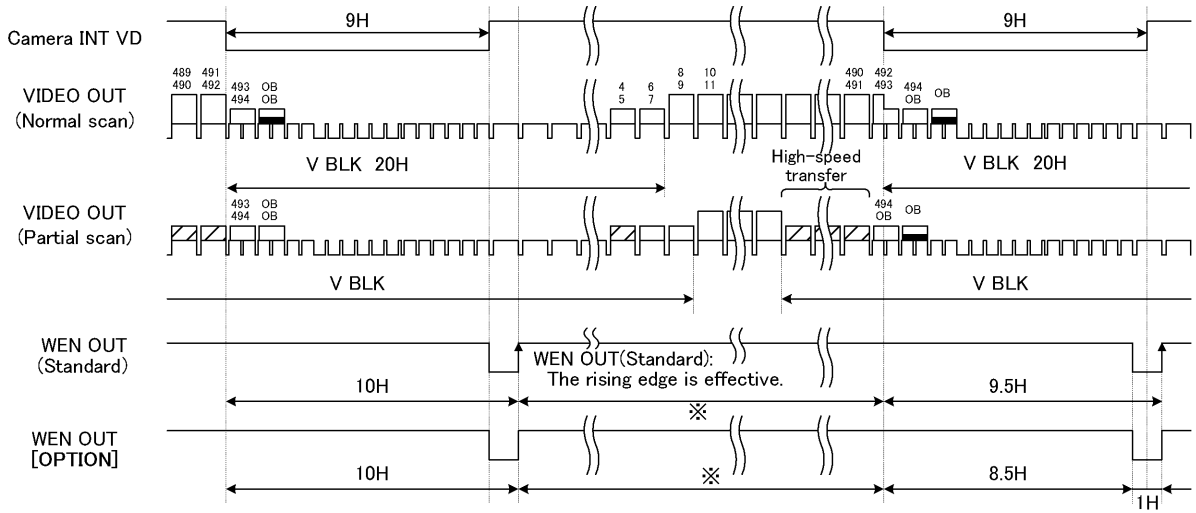 9H 9H
Camera INT VD
489 491 8 10 490 492
490 492 493 OB 4 6 9 11 491 493 494 OB
494 OB 5 7 OB
VIDEO OUT
(Normal scan)
High-speed
transfer
V BLK 20H V BLK 20H
493 OB 494 OB
494 OB OB
VIDEO OUT
(Partial scan)
V BLK V BLK
WEN OUT
(Standard)
WEN OUT(Standard):
The rising edge is effective.
10H ※ 9.5H
WEN OUT
[OPTION]
10H ※ 8.5H
1H